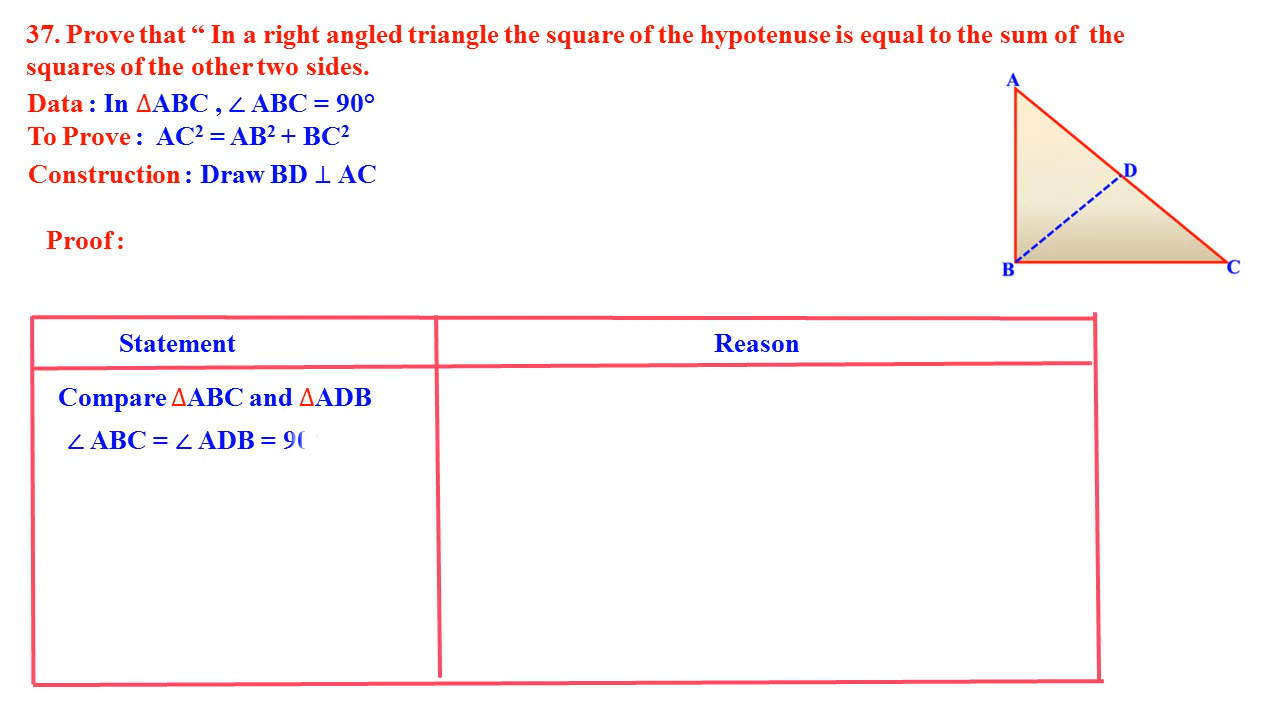 37. Prove that “ In a right angled triangle the square of the hypotenuse is equal to the sum of the
squares of the other two sides.
Data : In ΔABC , ∠ ABC = 90°
To Prove : AC² = AB² + BC²
Construction : Draw BD ⊥ AC
Proof :
A
D
B
C
Statement
Reason
Compare ΔABC and ΔADB
∠ ABC = ∠ ADB = 9